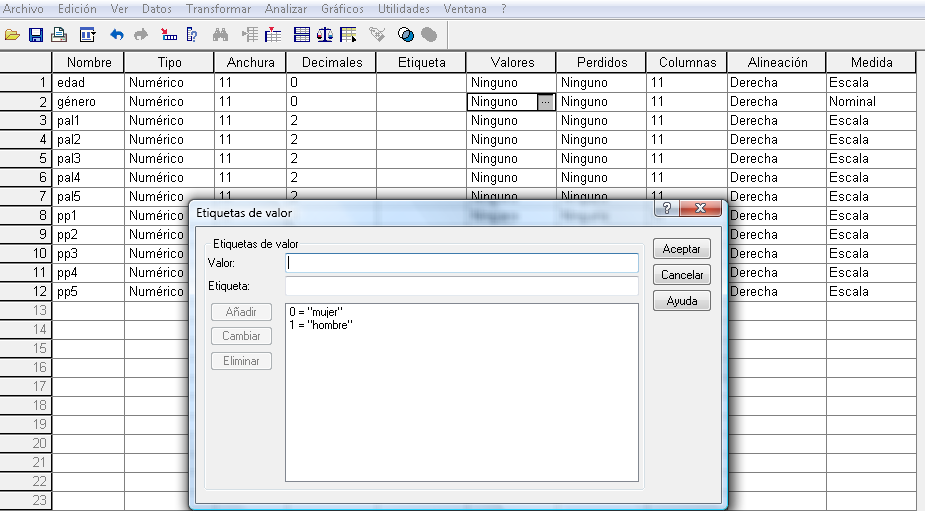 Archivo Edición Ver Datos Transformar Analizar Gráficos Utilidades Ventana ?
Nombre Tipo Anchura Decimales Etiqueta Valores Perdidos Columnas Alineación Medida
1 edad Numérico 11 0 Ninguno Ninguno 11 Derecha Escala
2 género Numérico 11 0 Ninguno ... Ninguno 11 Derecha Nominal
3 pal1 Numérico 11 2 Ninguno Ninguno 11 Derecha Escala
4 pal2 Numérico 11 2 Ninguno Ninguno 11 Derecha Escala
5 pal3 Numérico 11 2 Ninguno Ninguno 11 Derecha Escala
6 pal4 Numérico 11 2 Ninguno Ninguno 11 Derecha Escala
7 pal5 Numérico 11 2 Ninguno Ninguno 11 Derecha Escala
8 pp1 Numérico Derecha Escala
9 pp2 Numérico Derecha Escala
10 pp3 Numérico Derecha Escala
11 pp4 Numérico Derecha Escala
12 pp5 Numérico Derecha Escala
13
14
15
16
17
18
19
20
21
22
23
Etiquetas de valor ?
Etiquetas de valor
Valor:
Etiqueta:
Añadir
Cambiar
Eliminar
0 = "mujer"
1 = "hombre"
Aceptar
Cancelar
Ayuda